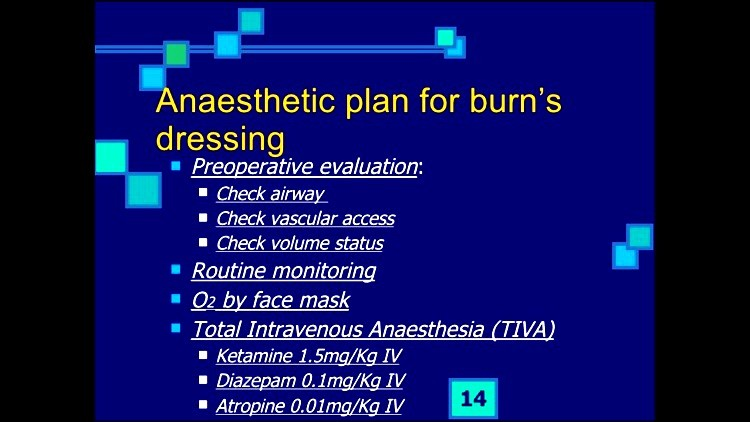 Anaesthetic plan for burn's
dressing
Preoperative evaluation:
Check airway
Check vascular access
Check volume status
Routine monitoring
O2 by face mask
Total Intravenous Anaesthesia (TIVA)
Ketamine 1.5mg/Kg IV
Diazepam 0.1mg/Kg IV
Atropine 0.01mg/Kg IV
14